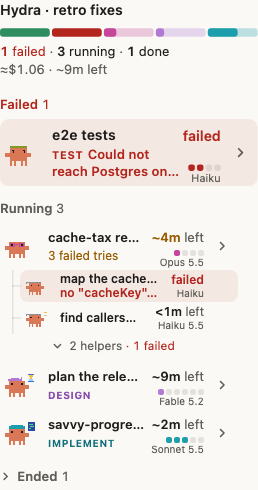 Hydra · retro fixes
1 failed · 3 running · 1 done
≈$1.06 · ~9m left
Failed 1
e2e tests failed
TEST Could not
reach Postgres on...
Haiku
Running 3
cache-tax re... ~4m left
3 failed tries
Opus 5.5
map the cache... failed
no "cacheKey"... Haiku
find callers... <1m left
Haiku 5.5
2 helpers · 1 failed
plan the rele... ~9m left
DESIGN Fable 5.2
savvy-progre... ~2m left
IMPLEMENT Sonnet 5.5
Ended 1